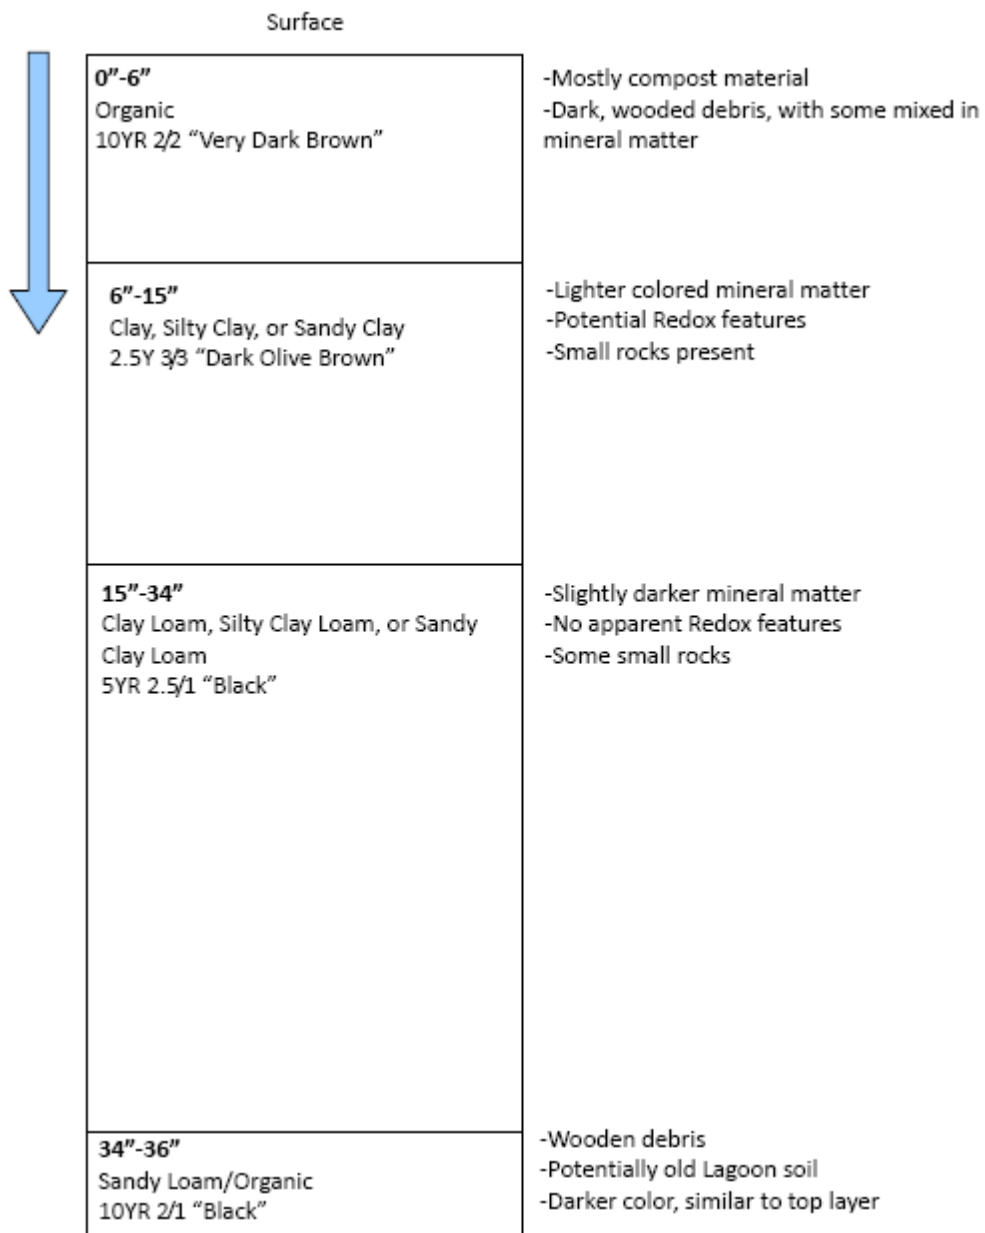 Surface
0”-6”
Organic
10YR 2/2 “Very Dark Brown”
-Mostly compost material
-Dark, wooded debris, with some mixed in
mineral matter
6”-15”
Clay, Silty Clay, or Sandy Clay
2.5Y 3/3 “Dark Olive Brown”
-Lighter colored mineral matter
-Potential Redox features
-Small rocks present
15”-34”
Clay Loam, Silty Clay Loam, or Sandy
Clay Loam
5YR 2.5/1 “Black”
-Slightly darker mineral matter
-No apparent Redox features
-Some small rocks
34”-36”
Sandy Loam/Organic
10YR 2/1 “Black”
-Wooden debris
-Potentially old Lagoon soil
-Darker color, similar to top layer